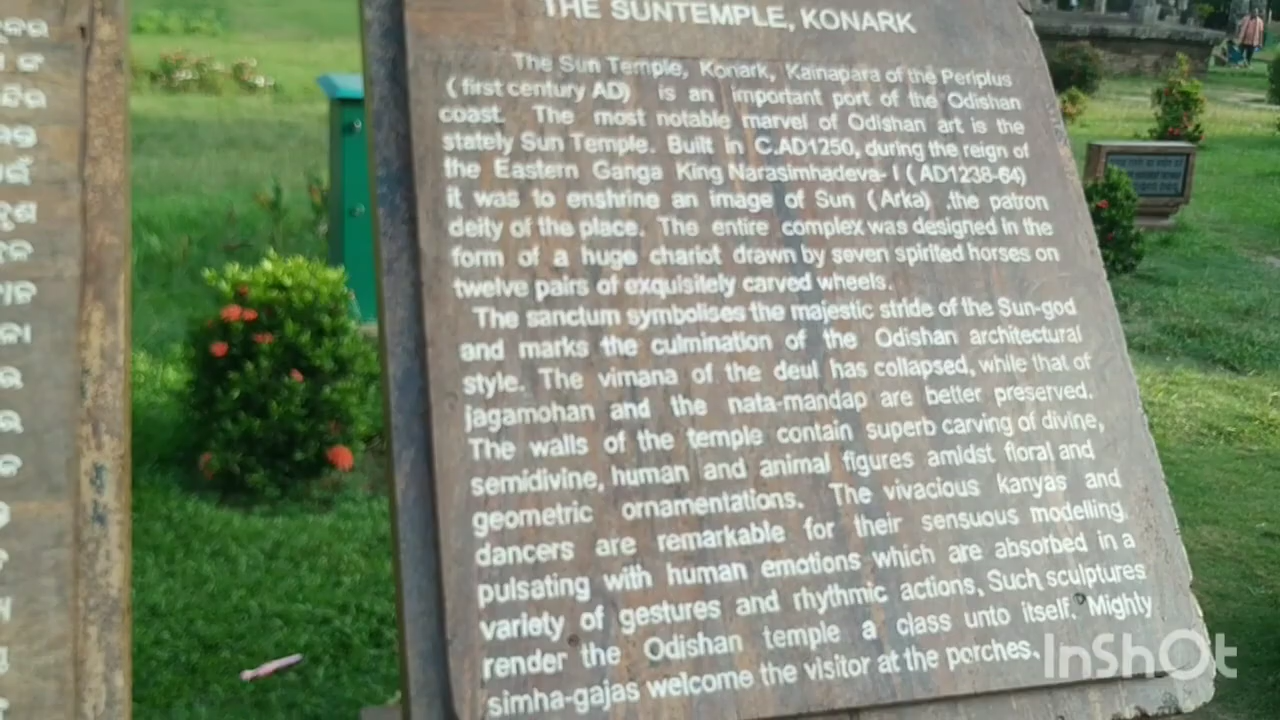 THE SUNTEMPLE, KONARK
The Sun Temple, Konark, Kainapara of the Periplus
(first century AD) is an important port of the Odishan
coast. The most notable marvel of Odishan art is the
stately Sun Temple. Built in C.AD1250, during the reign of
the Eastern Ganga King Narasimhadeva- I (AD1238-64)
it was to enshrine an image of Sun (Arka) .the patron
deity of the place. The entire complex was designed in the
form of a huge chariot drawn by seven spirited horses on
twelve pairs of exquisitely carved wheels.
The sanctum symbolises the majestic stride of the Sun-god
and marks the culmination of the Odishan architectural
style. The vimana of the deul has collapsed, while that of
jagamohan and the nata-mandap are better preserved.
The walls of the temple contain superb carving of divine,
semidivine, human and animal figures amidst floral and
geometric ornamentations. The vivacious kanyas and
dancers are remarkable for their sensuous modelling
pulsating with human emotions which are absorbed in a
variety of gestures and rhythmic actions, Such sculptures
render the Odishan temple a class unto itself. Mighty
simha-gajas welcome the visitor at the porches.
InShOt